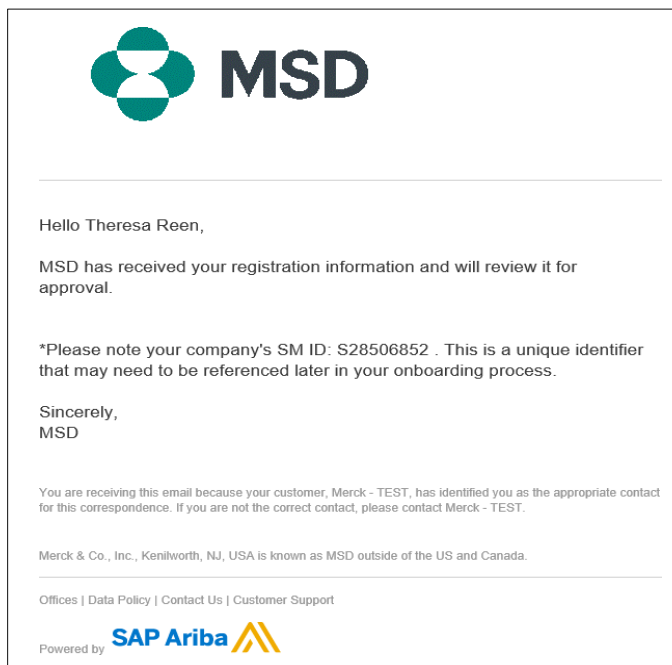 MSD
Hello Theresa Reen,
MSD has received your registration information and will review it for
approval.
*Please note your company's SM ID: S28506852 . This is a unique identifier
that may need to be referenced later in your onboarding process.
Sincerely,
MSD
You are receiving this email because your customer, Merck - TEST, has identified you as the appropriate contact
for this correspondence. If you are not the correct contact, please contact Merck - TEST.
Merck & Co., Inc., Kenilworth, NJ, USA is known as MSD outside of the US and Canada.
Offices | Data Policy | Contact Us | Customer Support
Powered by SAP Ariba